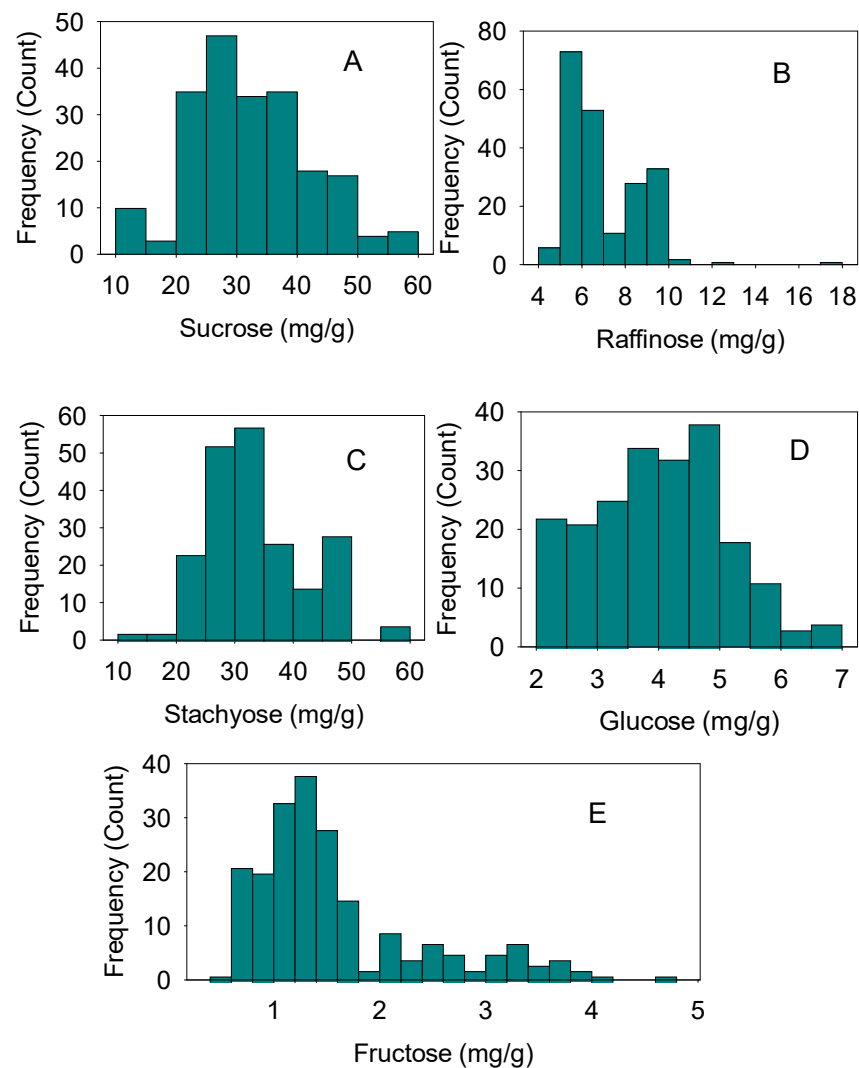 Frequency (Count)
50
40
30
20
10
0
A
10 20 30 40 50 60
Sucrose (mg/g)
Frequency (Count)
80
60
40
20
0
B
4 6 8 10 12 14 16 18
Raffinose (mg/g)
Frequency (Count)
60
50
40
30
20
10
0
C
10 20 30 40 50 60
Stachyose (mg/g)
Frequency (Count)
40
30
20
10
0
D
2 3 4 5 6 7
Glucose (mg/g)
Frequency (Count)
40
30
20
10
0
E
1 2 3 4 5
Fructose (mg/g)